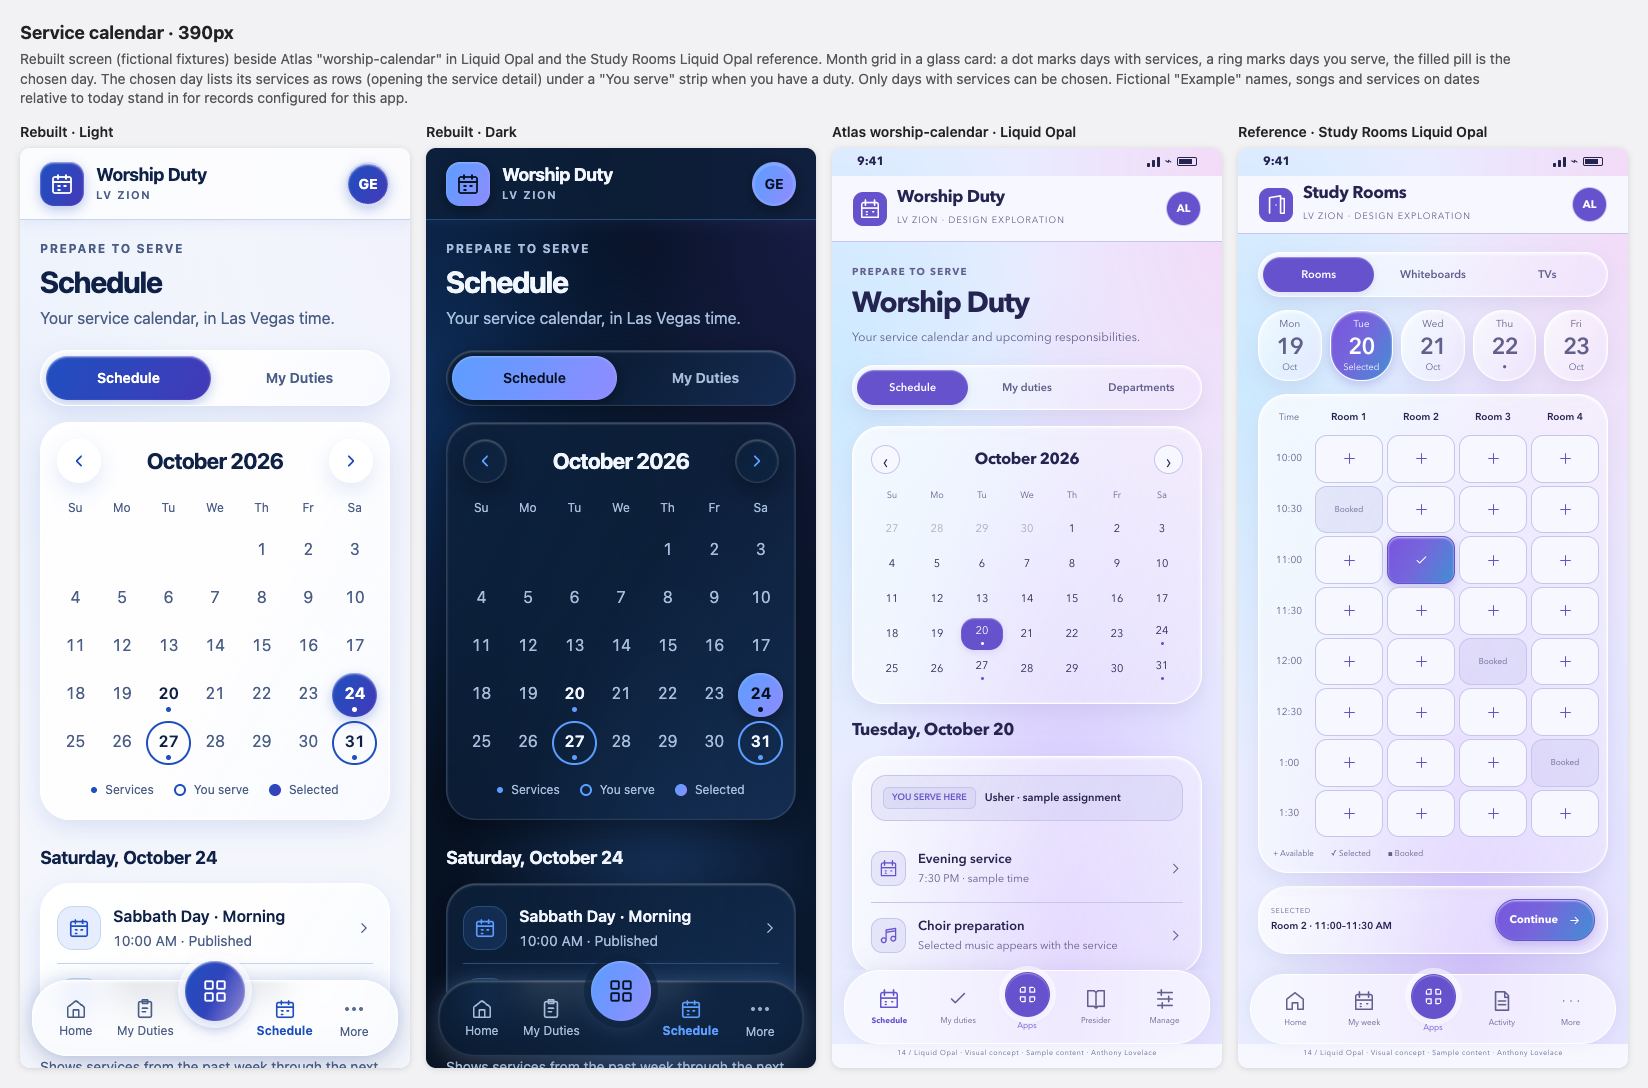 Service calendar · 390px
Rebuilt screen (fictional fixtures) beside Atlas "worship-calendar" in Liquid Opal and the Study Rooms Liquid Opal reference. Month grid in a glass card: a dot marks days with services, a ring marks days you serve, the filled pill is the
chosen day. The chosen day lists its services as rows (opening the service detail) under a "You serve" strip when you have a duty. Only days with services can be chosen. Fictional "Example" names, songs and services on dates
relative to today stand in for records configured for this app.
Rebuilt · Light
Worship Duty
LV ZION
GE
PREPARE TO SERVE
Schedule
Your service calendar, in Las Vegas time.
Schedule My Duties
October 2026
Su Mo Tu We Th Fr Sa
1 2 3
4 5 6 7 8 9 10
11 12 13 14 15 16 17
18 19 20 21 22 23 24
25 26 27 28 29 30 31
Services You serve Selected
Saturday, October 24
Sabbath Day · Morning
10:00 AM · Published
Home My Duties Schedule More
Shows services from the past week through the next
Rebuilt · Dark
Worship Duty
LV ZION
GE
PREPARE TO SERVE
Schedule
Your service calendar, in Las Vegas time.
Schedule My Duties
October 2026
Su Mo Tu We Th Fr Sa
1 2 3
4 5 6 7 8 9 10
11 12 13 14 15 16 17
18 19 20 21 22 23 24
25 26 27 28 29 30 31
Services You serve Selected
Saturday, October 24
Sabbath Day · Morning
10:00 AM · Published
Home My Duties Schedule More
Shows services from the past week through the next
Atlas worship-calendar · Liquid Opal
9:41
Worship Duty
LV ZION · DESIGN EXPLORATION
AL
PREPARE TO SERVE
Worship Duty
Your service calendar and upcoming responsibilities.
Schedule My duties Departments
October 2026
Su Mo Tu We Th Fr Sa
27 28 29 30 1 2 3
4 5 6 7 8 9 10
11 12 13 14 15 16 17
18 19 20 21 22 23 24
25 26 27 28 29 30 31
Tuesday, October 20
YOU SERVE HERE Usher · sample assignment
Evening service
7:30 PM · sample time
Choir preparation
Selected music appears with the service
Schedule My duties Apps Presider Manage
14 / Liquid Opal · Visual concept · Sample content · Anthony Lovelace
Reference · Study Rooms Liquid Opal
9:41
Study Rooms
LV ZION · DESIGN EXPLORATION
AL
Rooms Whiteboards TVs
Mon Tue Wed Thu Fri
19 20 21 22 23
Oct Selected Oct • Oct
Time Room 1 Room 2 Room 3 Room 4
10:00 + + + +
10:30 Booked + + +
11:00 + ✓ + +
11:30 + + + +
12:00 + + Booked +
12:30 + + + +
1:00 + + + Booked
1:30 + + + +
+ Available ✓ Selected ■ Booked
SELECTED
Room 2 · 11:00–11:30 AM
Continue →
Home My week Apps Activity More
14 / Liquid Opal · Visual concept · Sample content · Anthony Lovelace